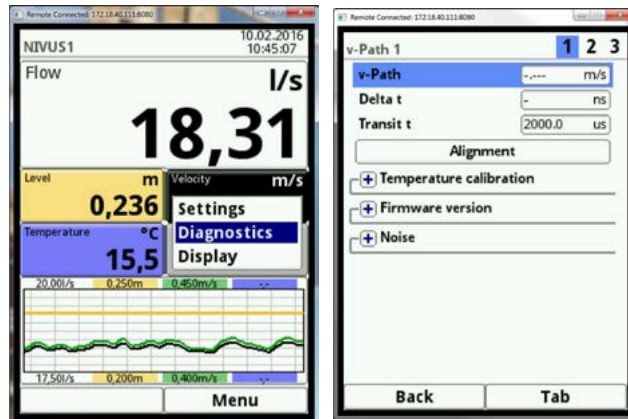 Remote Connected: 172.18.40.111:8080
NIVUS1
10.02.2016
10:45:07
Flow
l/s
18,31
Level
m
0,236
Velocity
m/s
Temperature
°C
15,5
Settings
Diagnostics
Display
20,00l/s 0,250m 0,450m/s -,-
17,50l/s 0,200m 0,400m/s -,-
Menu
Remote Connected: 172.18.40.111:8080
v-Path 1
1 2 3
v-Path -.--- m/s
Delta t - ns
Transit t 2000.0 us
Alignment
+ Temperature calibration
+ Firmware version
+ Noise
Back Tab